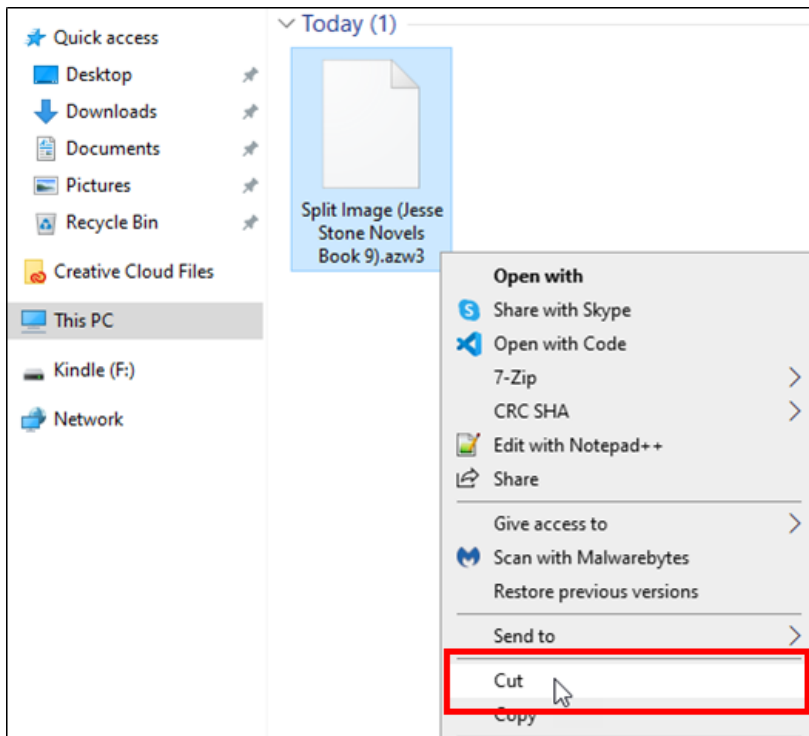 Quick access
Desktop
Downloads
Documents
Pictures
Recycle Bin
Creative Cloud Files
This PC
Kindle (F:)
Network
Today (1)
Split Image (Jesse
Stone Novels
Book 9).azw3
Open with
Share with Skype
Open with Code
7-Zip
CRC SHA
Edit with Notepad++
Share
Give access to
Scan with Malwarebytes
Restore previous versions
Send to
Cut
Copy